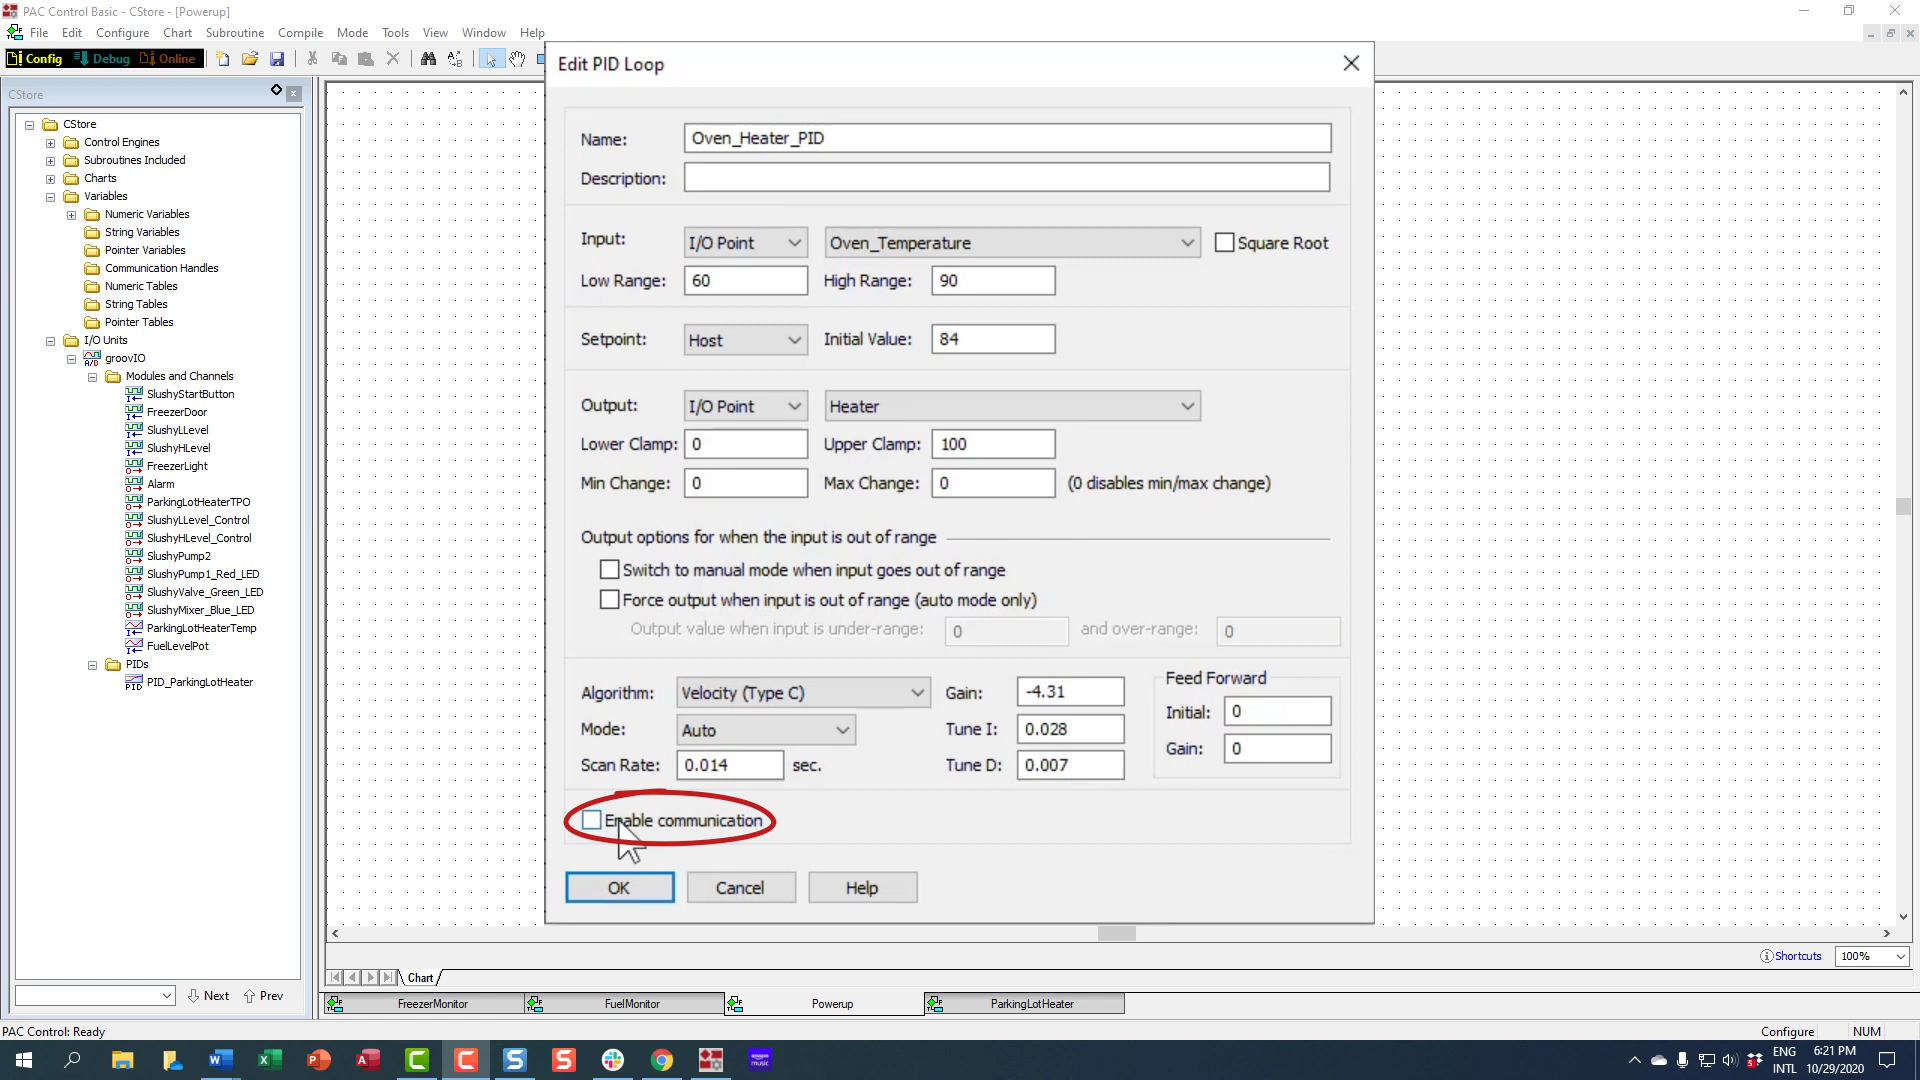 PAC Control Basic - CStore - [Powerup]
File Edit Configure Chart Subroutine Compile Mode Tools View Window Help
Config Debug Online
CStore
CStore
Control Engines
Subroutines Included
Charts
Variables
Numeric Variables
String Variables
Pointer Variables
Communication Handles
Numeric Tables
String Tables
Pointer Tables
I/O Units
groovIO
Modules and Channels
SlushyStartButton
FreezerDoor
SlushyLLevel
SlushyHLevel
FreezerLight
Alarm
ParkingLotHeaterTPO
SlushyLLevel_Control
SlushyHLevel_Control
SlushyPump2
SlushyPump1_Red_LED
SlushyValve_Green_LED
SlushyMixer_Blue_LED
ParkingLotHeaterTemp
FuelLevelPot
PIDs
PID_ParkingLotHeater
Next Prev
Edit PID Loop
Name: Oven_Heater_PID
Description:
Input: I/O Point Oven_Temperature Square Root
Low Range: 60 High Range: 90
Setpoint: Host Initial Value: 84
Output: I/O Point Heater
Lower Clamp: 0 Upper Clamp: 100
Min Change: 0 Max Change: 0 (0 disables min/max change)
Output options for when the input is out of range
Switch to manual mode when input goes out of range
Force output when input is out of range (auto mode only)
Output value when input is under-range: 0 and over-range: 0
Algorithm: Velocity (Type C) Gain: -4.31
Mode: Auto Tune I: 0.028
Scan Rate: 0.014 sec. Tune D: 0.007
Feed Forward
Initial: 0
Gain: 0
Enable communication
OK Cancel Help
Shortcuts 100%
Chart
FreezerMonitor FuelMonitor Powerup ParkingLotHeater
PAC Control: Ready Configure NUM
ENG
INTL
6:21 PM
10/29/2020